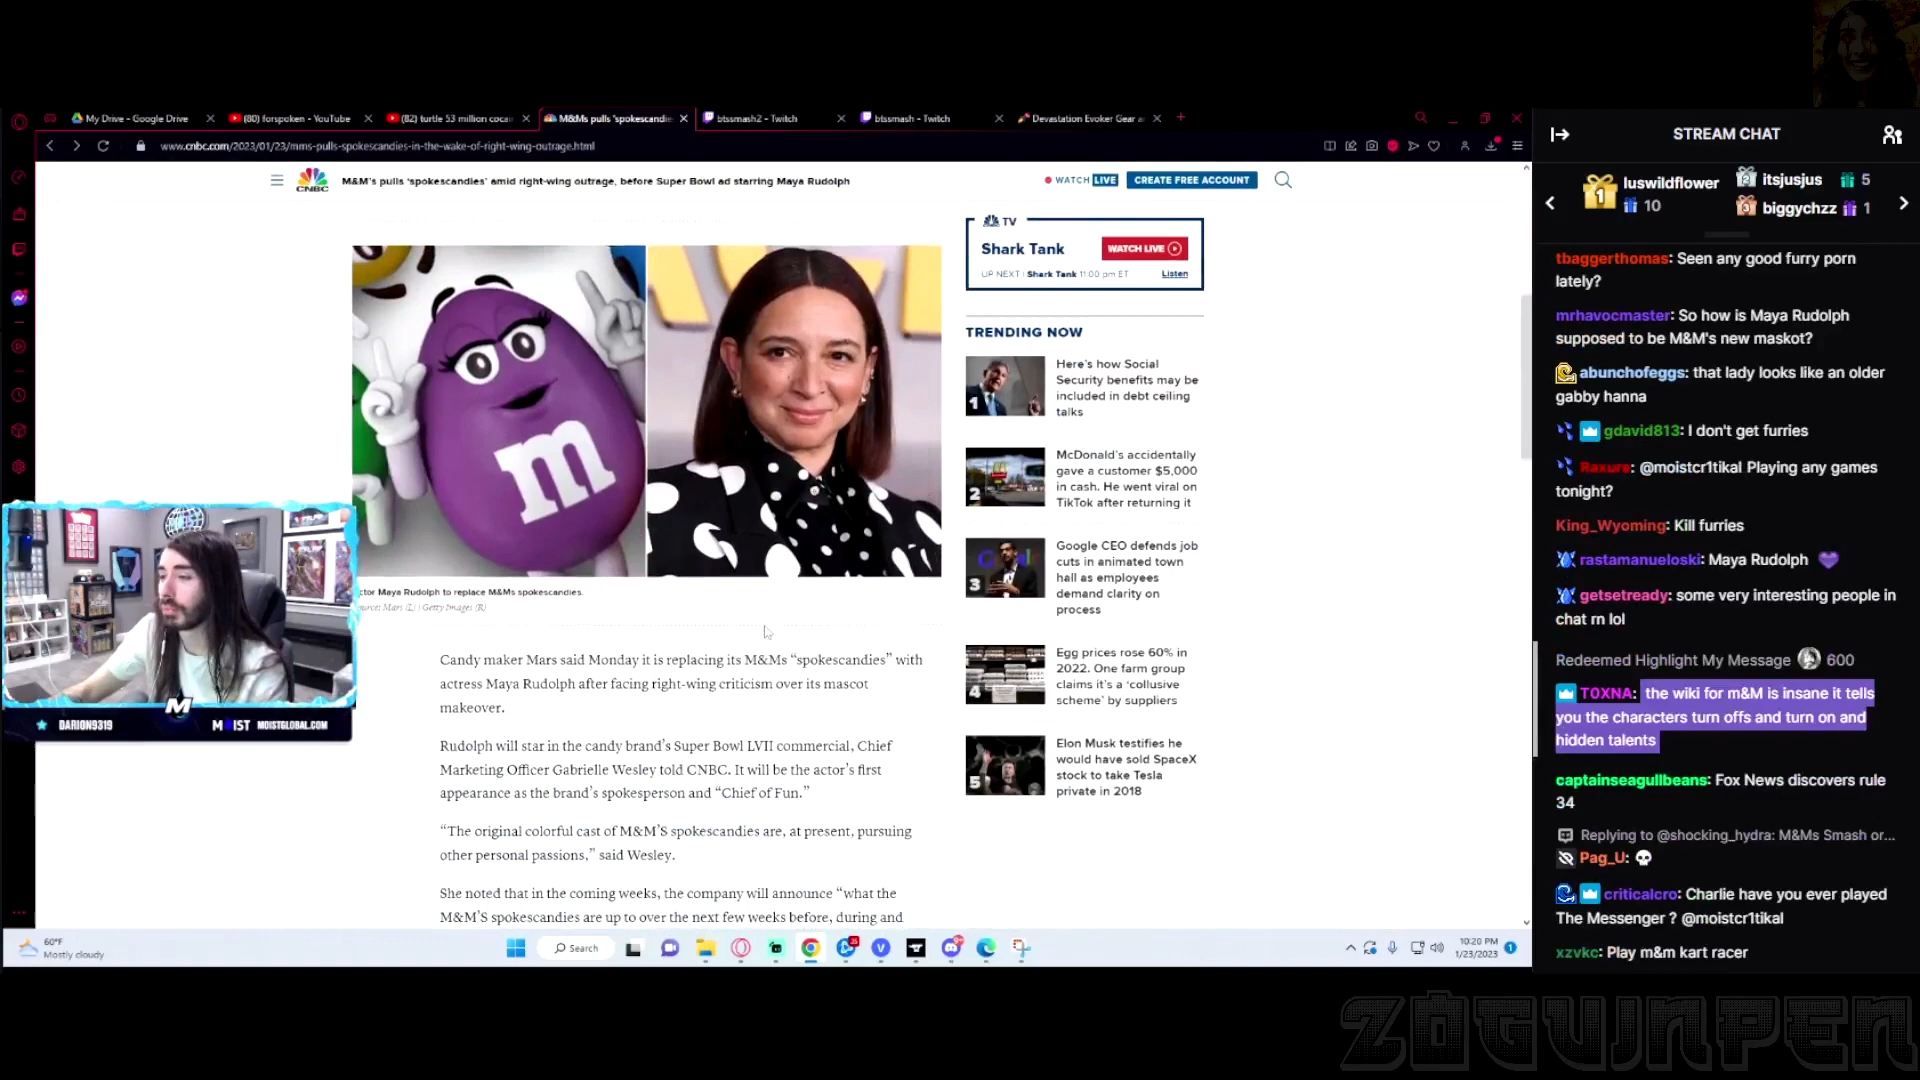 My Drive - Google Drive
(80) forspoken - YouTube
(82) turtle 53 million cocai
M&Ms pulls 'spokescandie
btssmash2 - Twitch
btssmash - Twitch
Devastation Evoker Gear a
www.cnbc.com/2023/01/23/mms-pulls-spokescandies-in-the-wake-of-right-wing-outrage.html
CNBC
M&M's pulls 'spokescandies' amid right-wing outrage, before Super Bowl ad starring Maya Rudolph
WATCH LIVE
CREATE FREE ACCOUNT
TV
Shark Tank
WATCH LIVE
UP NEXT | Shark Tank 11:00 pm ET
Listen
m
TRENDING NOW
1
Here's how Social
Security benefits may be
included in debt ceiling
talks
2
McDonald's accidentally
gave a customer $5,000
in cash. He went viral on
TikTok after returning it
3
Google CEO defends job
cuts in animated town
hall as employees
demand clarity on
process
4
Egg prices rose 60% in
2022. One farm group
claims it's a 'collusive
scheme' by suppliers
5
Elon Musk testifies he
would have sold SpaceX
stock to take Tesla
private in 2018
ctor Maya Rudolph to replace M&Ms spokescandies.
ource: Mars (L) | Getty Images (R)
Candy maker Mars said Monday it is replacing its M&Ms “spokescandies” with
actress Maya Rudolph after facing right-wing criticism over its mascot
makeover.
Rudolph will star in the candy brand's Super Bowl LVII commercial, Chief
Marketing Officer Gabrielle Wesley told CNBC. It will be the actor's first
appearance as the brand's spokesperson and “Chief of Fun.”
“The original colorful cast of M&M'S spokescandies are, at present, pursuing
other personal passions,” said Wesley.
She noted that in the coming weeks, the company will announce “what the
M&M'S spokescandies are up to over the next few weeks before, during and
M
DARION9319
MOIST
MOISTGLOBAL.COM
60°F
Mostly cloudy
Search
10:20 PM
1/23/2023
1
STREAM CHAT
1
luswildflower
10
2
itsjusjus 5
3
biggychzz 1
tbaggerthomas: Seen any good furry porn
lately?
mrhavocmaster: So how is Maya Rudolph
supposed to be M&M's new maskot?
abunchofeggs: that lady looks like an older
gabby hanna
gdavid813: I don't get furries
Raxure: @moistcr1tikal Playing any games
tonight?
King_Wyoming: Kill furries
rastamanueloski: Maya Rudolph
getsetready: some very interesting people in
chat rn lol
Redeemed Highlight My Message 600
T0XNA: the wiki for m&M is insane it tells
you the characters turn offs and turn on and
hidden talents
captainseagullbeans: Fox News discovers rule
34
Replying to @shocking_hydra: M&Ms Smash or...
Pag_U:
criticalcro: Charlie have you ever played
The Messenger ? @moistcr1tikal
xzvkc: Play m&m kart racer